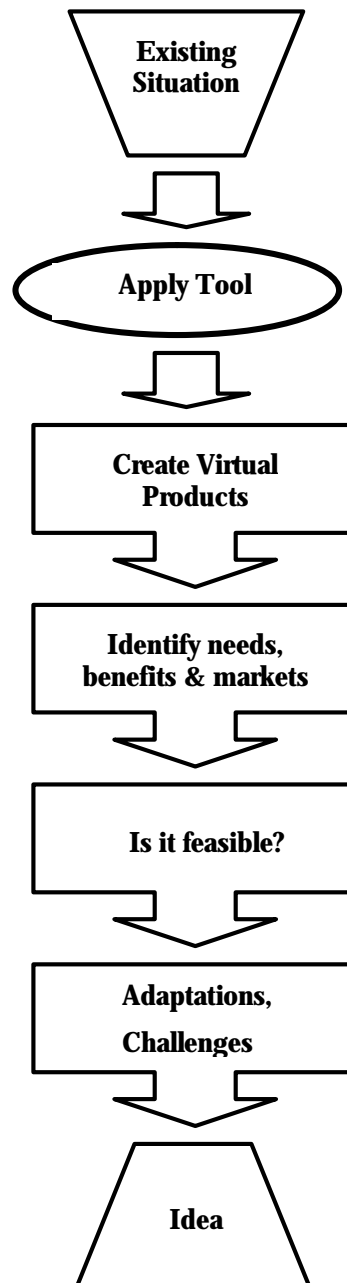 Existing
Situation
Apply Tool
Create Virtual
Products
Identify needs,
benefits & markets
Is it feasible?
Adaptations,
Challenges
Idea